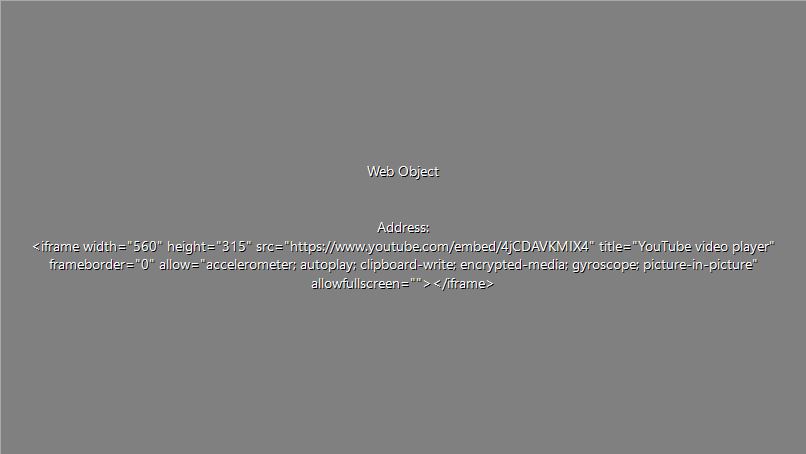 Web Object
Address:
<iframe width="560" height="315" src="https://www.youtube.com/embed/4jCDAVKMIX4" title="YouTube video player"
frameborder="0" allow="accelerometer; autoplay; clipboard-write; encrypted-media; gyroscope; picture-in-picture"
allowfullscreen=""></iframe>